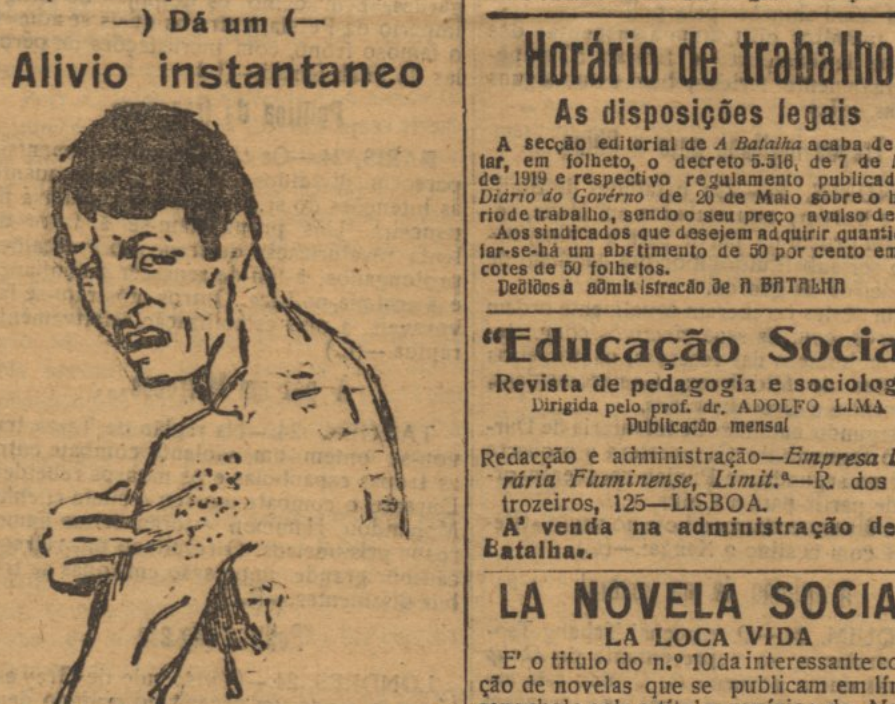 —) Dá um (—
Alivio instantaneo
Horário de trabalho
As disposições legais
A secção editorial de A Batalha acaba de
tar, em folheto, o decreto 5.516, de 7 de
de 1919 e respectivo regulamento publicad
Diário do Govêrno de 20 de Maio sôbre o h
rio de trabalho, sendo o seu preço avulso de
Aos sindicados que desejem adquirir quanti
far-se-há um abatimento de 50 por cento em
cotes de 50 folhetos.
Pedidos à administracão de A BATALHA
“Educação Socia
Revista de pedagogia e sociolog
Dirigida pelo prof. dr. ADOLFO LIMA
Publicação mensal
Redacção e administração—Empresa L
rária Fluminense, Limit.ª—R. dos
trozeiros, 125—LISBOA.
A' venda na administração de
Batalha».
LA NOVELA SOCIA
LA LOCA VIDA
E' o titulo do n.º 10 da interessante co
ção de novelas que se publicam em lín